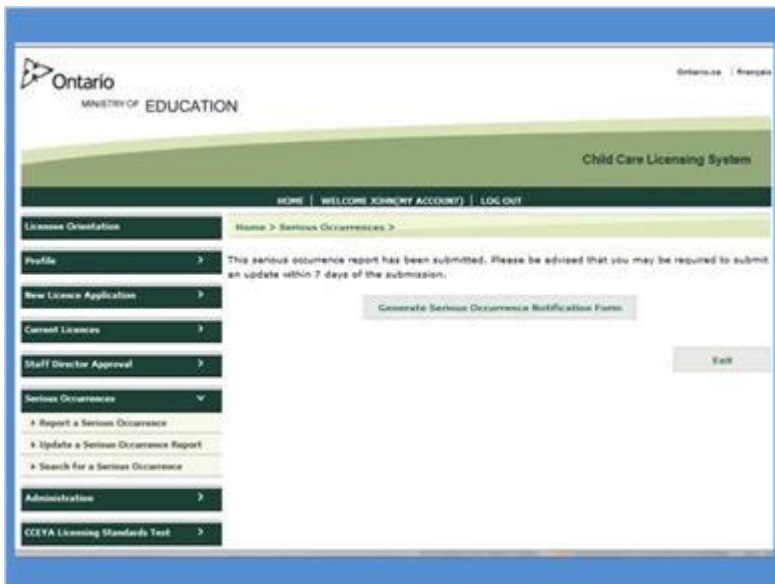 Ontario
MINISTRY OF EDUCATION
Ontario.ca | Français
Child Care Licensing System
HOME | WELCOME JOHN(MY ACCOUNT) | LOG OUT
Licensee Orientation
Profile
New Licence Application
Current Licences
Staff Director Approval
Serious Occurrences
Report a Serious Occurrence
Update a Serious Occurrence Report
Search for a Serious Occurrence
Administration
CCEYA Licensing Standards Test
Home > Serious Occurrences >
This serious occurrence report has been submitted. Please be advised that you may be required to submit
an update within 7 days of the submission.
Generate Serious Occurrence Notification Form
Exit